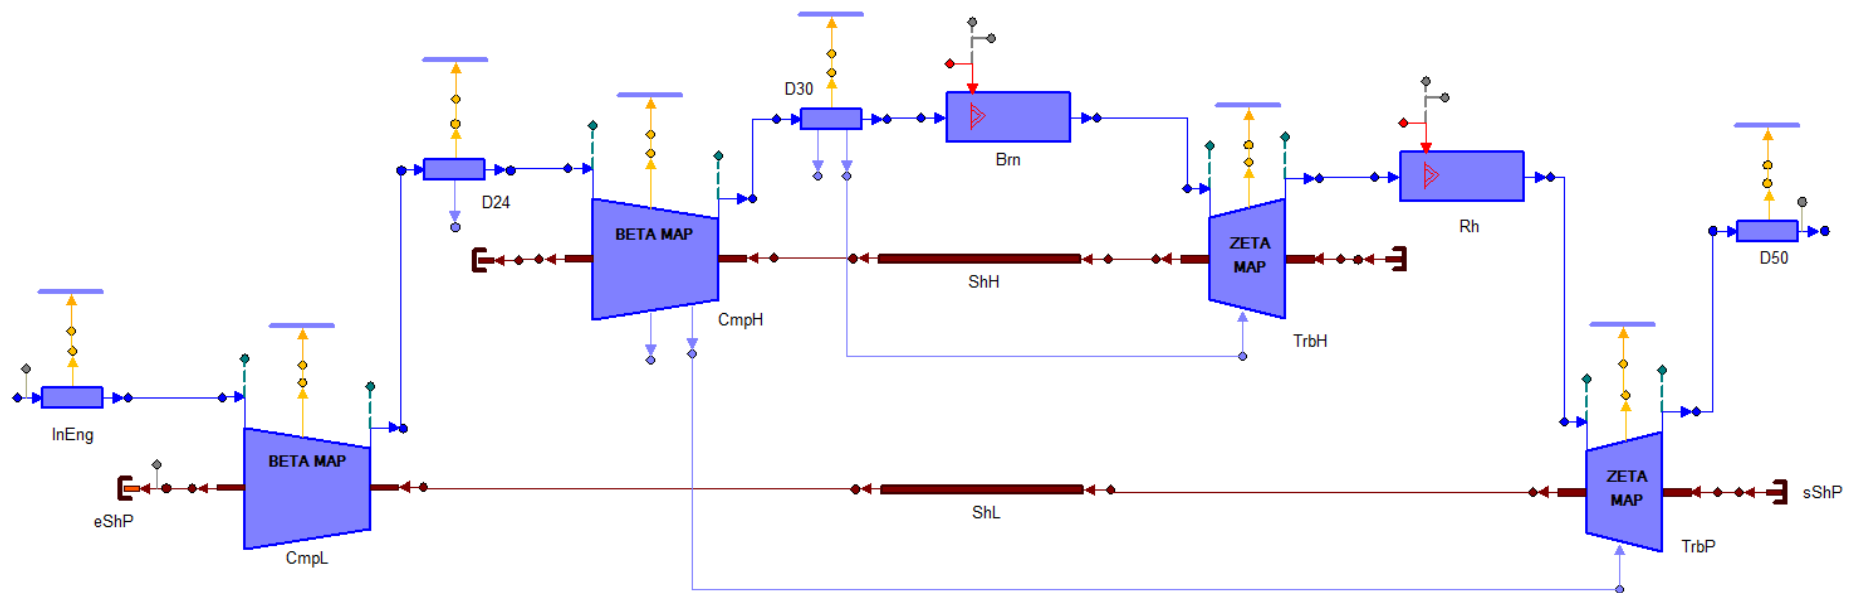 D30
Brn
D24
Rh
BETA MAP
ZETA
MAP
D50
ShH
CmpH
TrbH
InEng
BETA MAP
ZETA
MAP
eShP
ShL
sShP
CmpL
TrbP